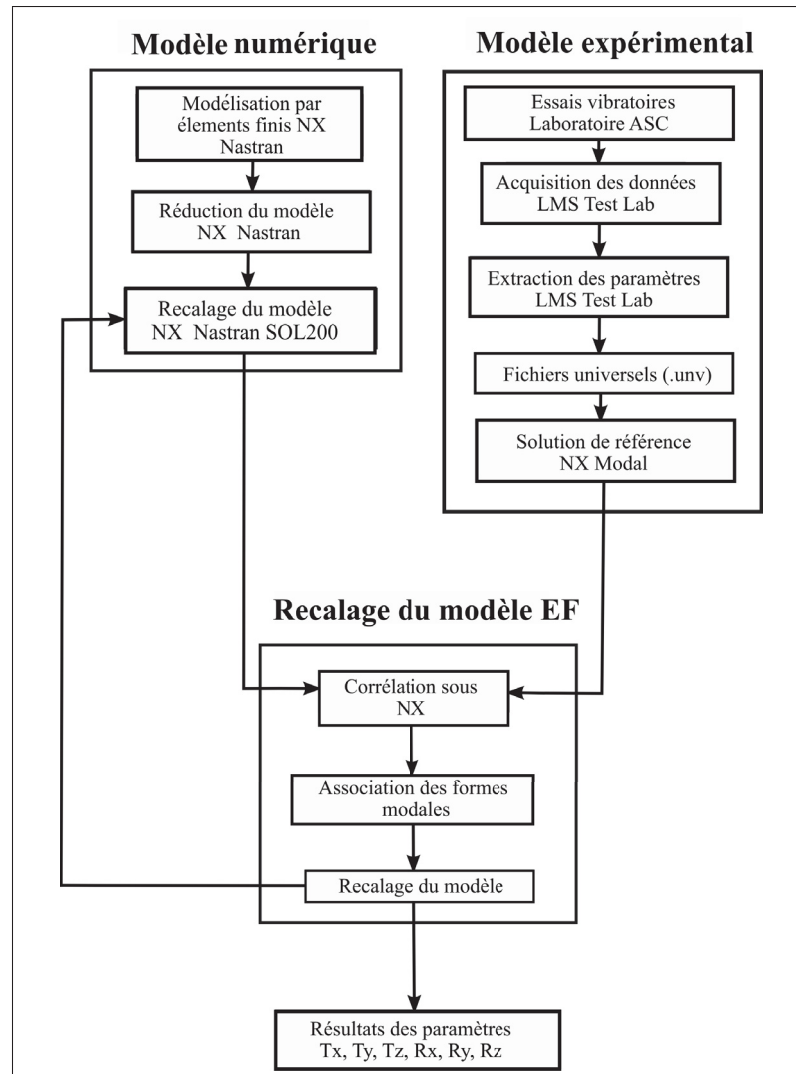 Modèle numérique
Modélisation par
élements finis NX
Nastran
Réduction du modèle
NX Nastran
Recalage du modèle
NX Nastran SOL200
Modèle expérimental
Essais vibratoires
Laboratoire ASC
Acquisition des données
LMS Test Lab
Extraction des paramètres
LMS Test Lab
Fichiers universels (.unv)
Solution de référence
NX Modal
Recalage du modèle EF
Corrélation sous
NX
Association des formes
modales
Recalage du modèle
Résultats des paramètres
Tx, Ty, Tz, Rx, Ry, Rz